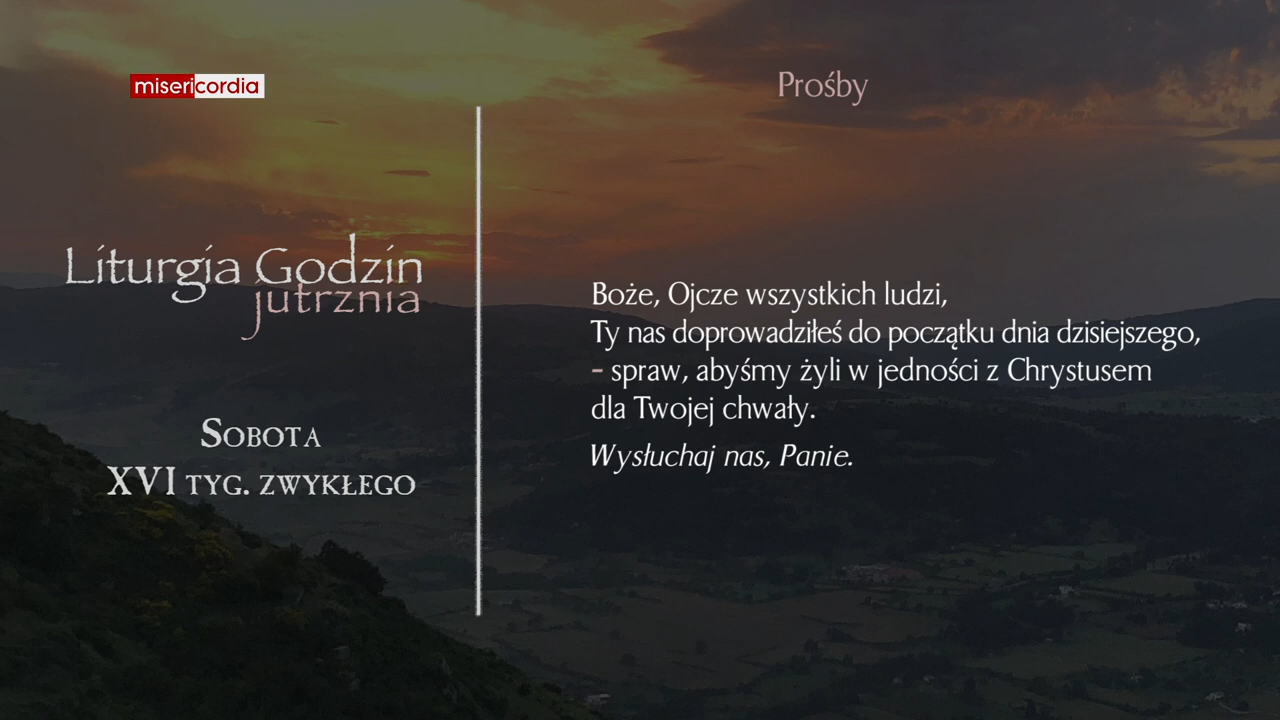 misericordia
Liturgia Godzin
jutrznia
Sobota
XVI tyg. zwykłego
Prośby
Boże, Ojcze wszystkich ludzi,
Ty nas doprowadziłeś do początku dnia dzisiejszego,
- spraw, abyśmy żyli w jedności z Chrystusem
dla Twojej chwały.
Wysłuchaj nas, Panie.